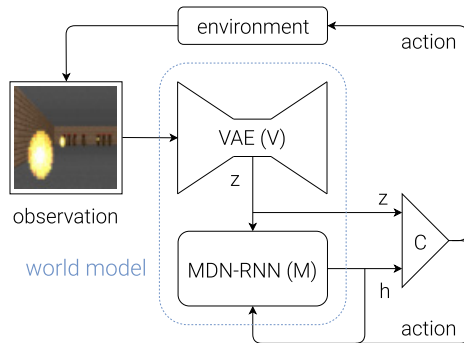 environment
action
VAE (V)
z
observation
z
C
world model
MDN-RNN (M)
h
action